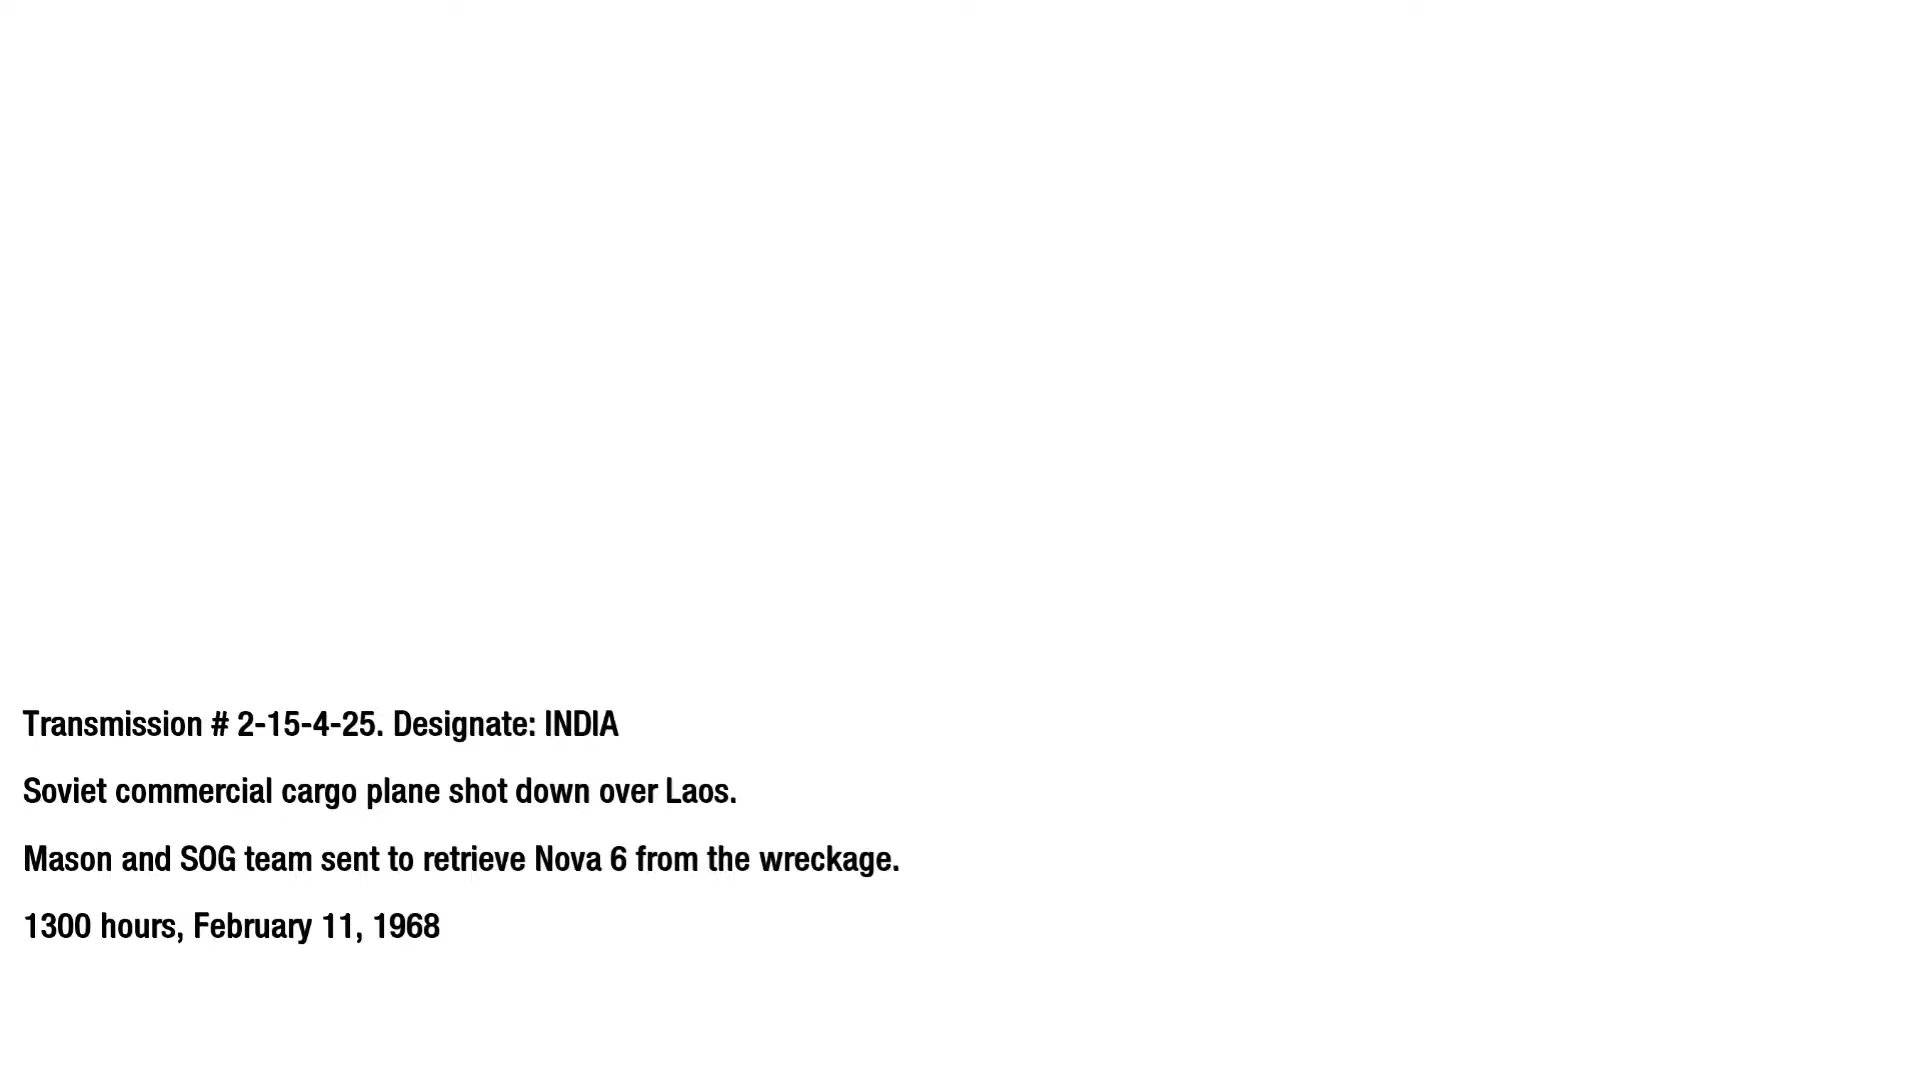 Transmission # 2-15-4-25. Designate: INDIA
Soviet commercial cargo plane shot down over Laos.
Mason and SOG team sent to retrieve Nova 6 from the wreckage.
1300 hours, February 11, 1968